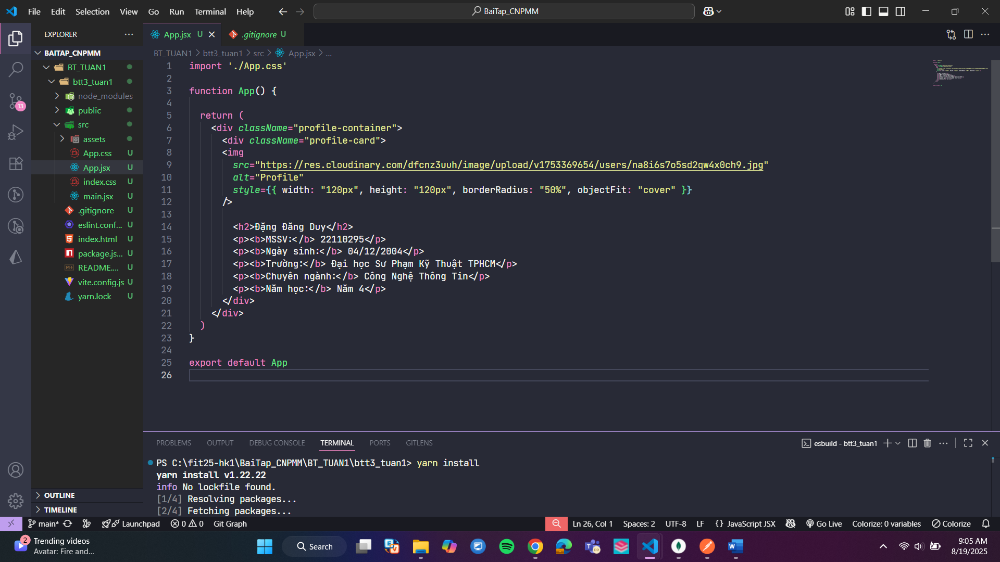 File Edit Selection View Go Run Terminal Help
BaiTap_CNPMM
EXPLORER
BAITAP_CNPMM
BT_TUAN1
btt3_tuan1
node_modules
public
src
assets
App.css U
App.jsx U
index.css U
main.jsx U
.gitignore U
eslint.conf... U
index.html U
package.js... U
README.... U
vite.config.js U
yarn.lock U
OUTLINE
TIMELINE
13
App.jsx U
.gitignore U
BT_TUAN1 > btt3_tuan1 > src > App.jsx > ...
1 import './App.css'
2
3 function App() {
4
5 return (
6 <div className="profile-container">
7 <div className="profile-card">
8 <img
9 src="https://res.cloudinary.com/dfcnz3uuh/image/upload/v1753369654/users/na8i6s7o5sd2qw4x0ch9.jpg"
10 alt="Profile"
11 style={{ width: "120px", height: "120px", borderRadius: "50%", objectFit: "cover" }}
12 />
13
14 <h2>Đặng Đăng Duy</h2>
15 <p><b>MSSV:</b> 22110295</p>
16 <p><b>Ngày sinh:</b> 04/12/2004</p>
17 <p><b>Trường:</b> Đại học Sư Phạm Kỹ Thuật TPHCM</p>
18 <p><b>Chuyên ngành:</b> Công Nghệ Thông Tin</p>
19 <p><b>Năm học:</b> Năm 4</p>
20 </div>
21 </div>
22 )
23 }
24
25 export default App
26
PROBLEMS OUTPUT DEBUG CONSOLE TERMINAL PORTS GITLENS
esbuild - btt3_tuan1
PS C:\fit25-hk1\BaiTap_CNPMM\BT_TUAN1\btt3_tuan1> yarn install
yarn install v1.22.22
info No lockfile found.
[1/4] Resolving packages...
[2/4] Fetching packages...
main* Launchpad 0 0 Git Graph
Ln 26, Col 1 Spaces: 2 UTF-8 LF {} JavaScript JSX Go Live Colorize: 0 variables Colorize
2
Trending videos
Avatar: Fire and...
Search
9:05 AM
8/19/2025